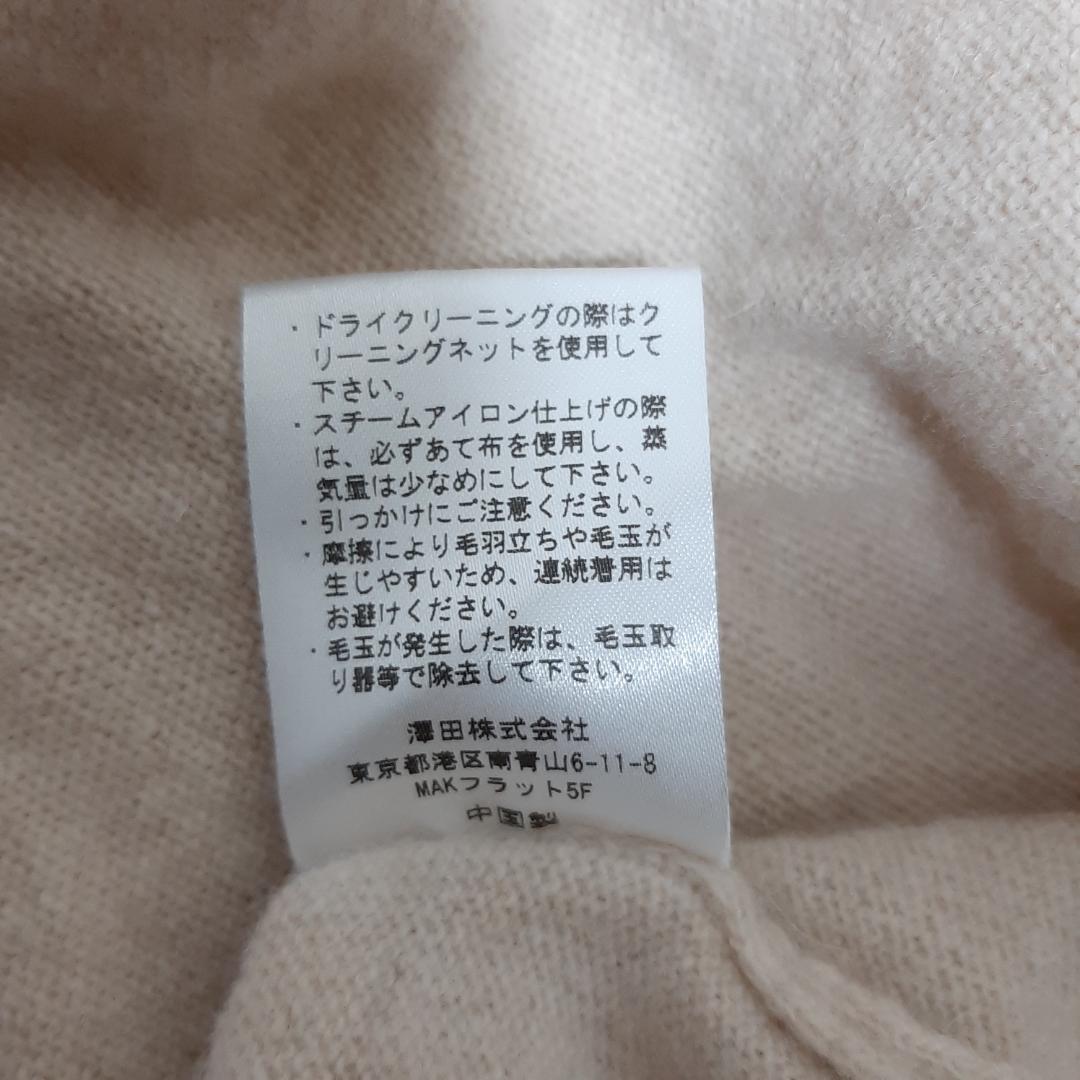 ・ドライクリーニングの際はク
リーニングネットを使用して
下さい。
・スチームアイロン仕上げの際
は、必ずあて布を使用し、蒸
気量は少なめにして下さい。
・引っかけにご注意ください。
・摩擦により毛羽立ちや毛玉が
生じやすいため、連続着用は
お避けください。
・毛玉が発生した際は、毛玉取
り器等で除去して下さい。
澤田株式会社
東京都港区南青山6-11-8
MAKフラット5F
中国製